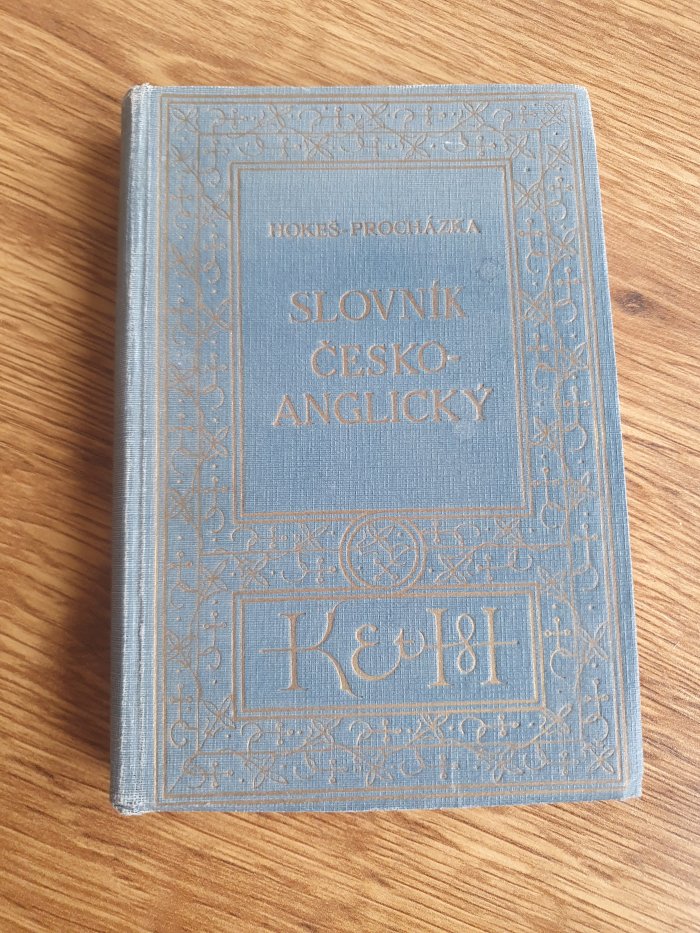 HOKEŠ-PROCHÁZKA
SLOVNÍK
ČESKO-
ANGLICKÝ
K & H